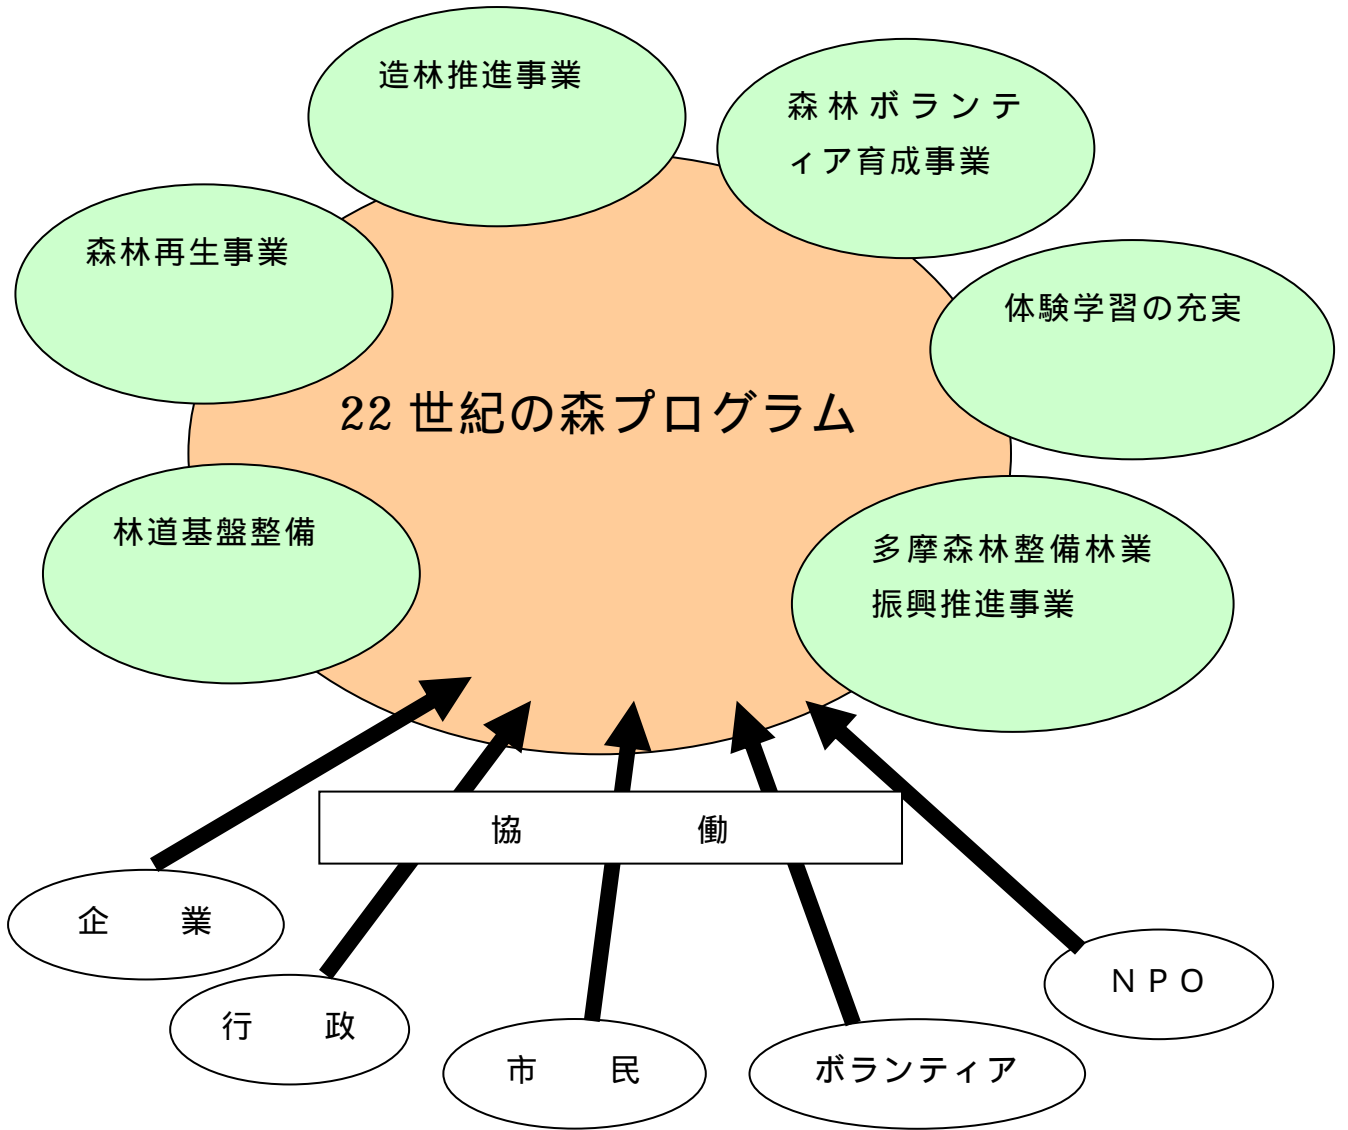 造林推進事業
森林ボランテ
ィア育成事業
森林再生事業
体験学習の充実
22世紀の森プログラム
林道基盤整備
多摩森林整備林業
振興推進事業
協　　　働
企　　業
行　　政
市　　民
ボランティア
ＮＰＯ